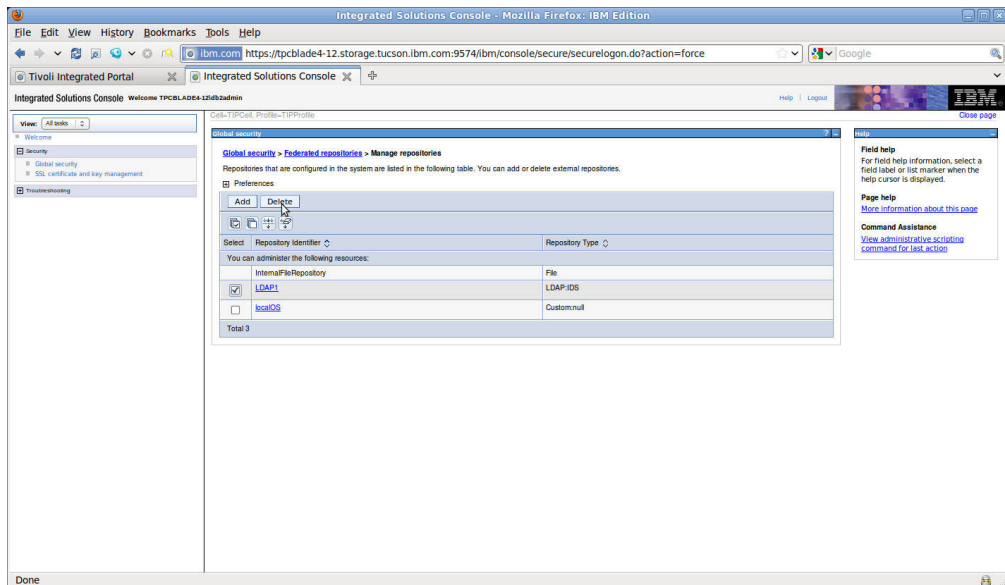 Integrated Solutions Console - Mozilla Firefox: IBM Edition
File Edit View History Bookmarks Tools Help
ibm.com https://tpcblade4-12.storage.tucson.ibm.com:9574/ibm/console/secure/securelogon.do?action=force
Google
Tivoli Integrated Portal
Integrated Solutions Console
Integrated Solutions Console Welcome TPCBLADE4-12\db2admin
Help | Logout
IBM.
View: All tasks
Welcome
Security
Global security
SSL certificate and key management
Troubleshooting
Cell=TIPCell, Profile=TIPProfile
Close page
Global security
? -
Global security > Federated repositories > Manage repositories
Repositories that are configured in the system are listed in the following table. You can add or delete external repositories.
Preferences
Add Delete
Select Repository Identifier Repository Type
You can administer the following resources:
InternalFileRepository File
LDAP1 LDAP:IDS
localOS Custom:null
Total 3
Help
Field help
For field help information, select a
field label or list marker when the
help cursor is displayed.
Page help
More information about this page
Command Assistance
View administrative scripting
command for last action
Done